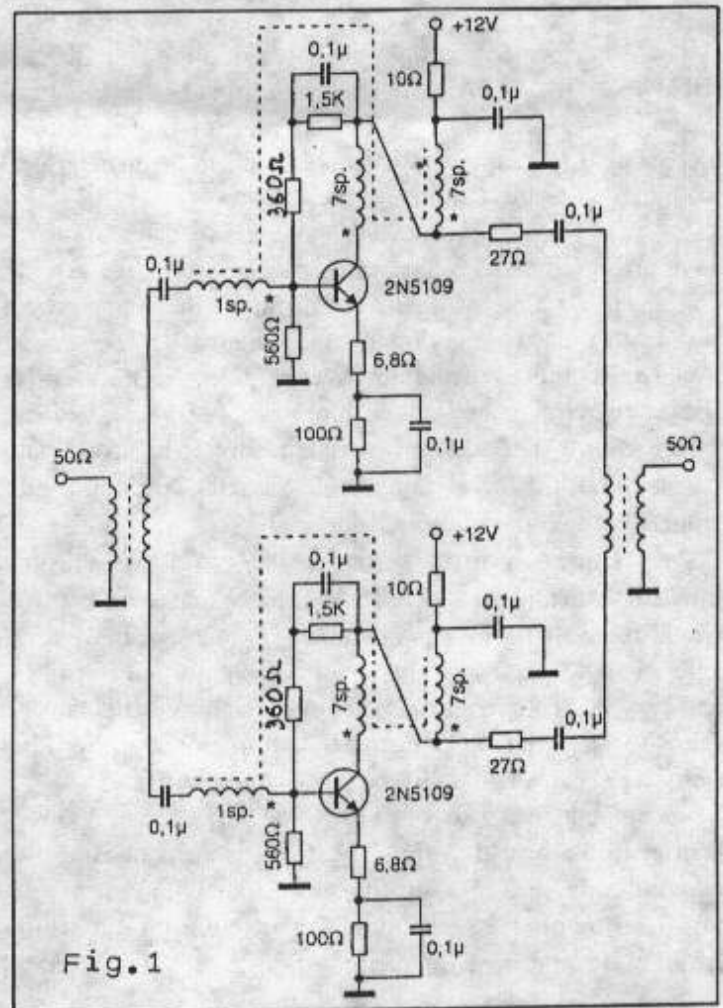 +12V
0,1µ
10Ω
0,1µ
1,5K
360Ω
7sp.
*
*
7sp.
*
0,1µ
0,1µ
27Ω
1sp.
*
2N5109
560Ω
6,8Ω
100Ω
0,1µ
50Ω
50Ω
+12V
0,1µ
10Ω
0,1µ
1,5K
360Ω
7sp.
*
7sp.
*
0,1µ
27Ω
1sp.
*
2N5109
0,1µ
560Ω
6,8Ω
100Ω
0,1µ
Fig.1